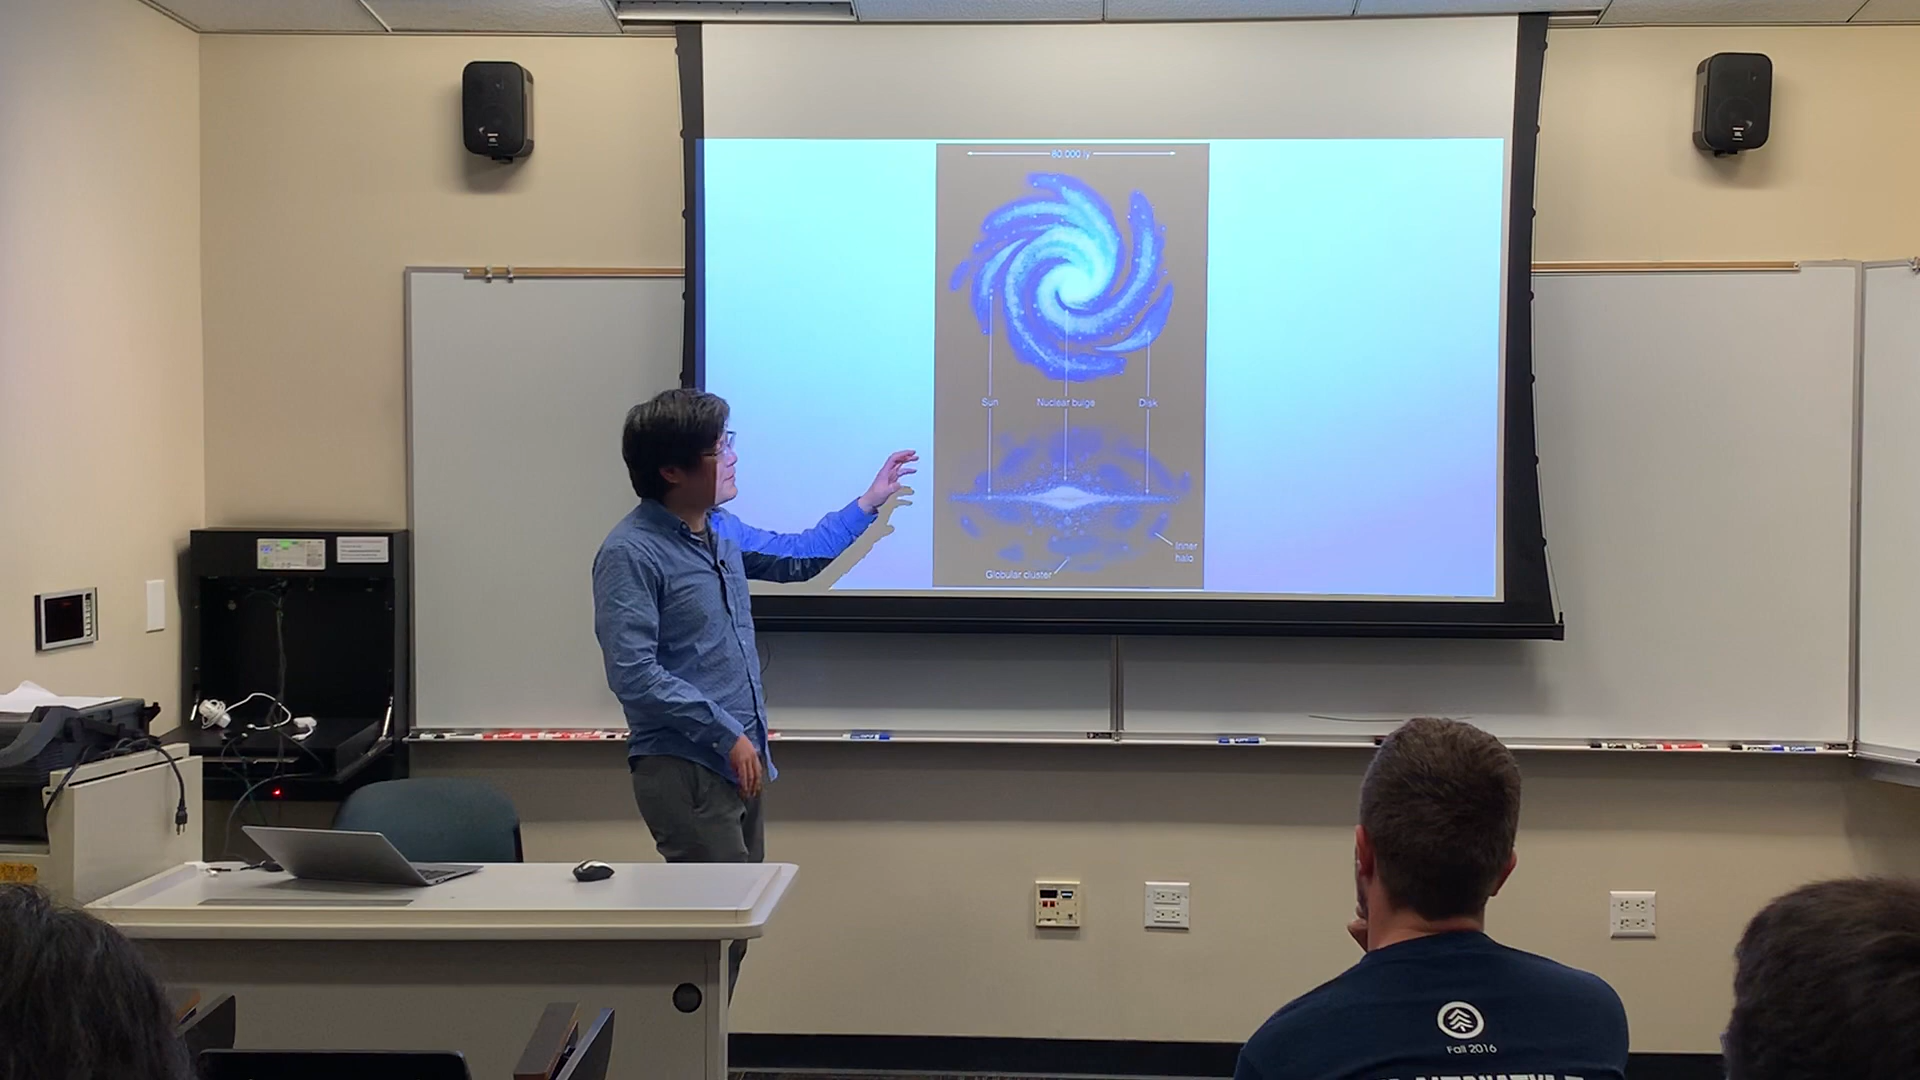 80,000 ly
Sun
Nuclear bulge
Disk
Inner
halo
Globular cluster
Fall 2016